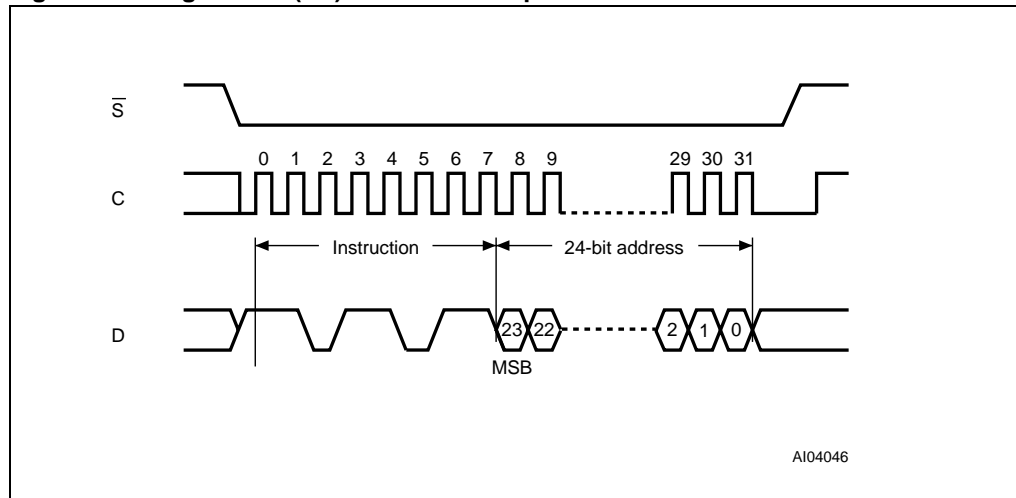 S
0 1 2 3 4 5 6 7 8 9 29 30 31
C
Instruction 24-bit address
D
23 22 2 1 0
MSB
AI04046